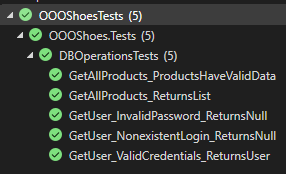 OOOShoesTests (5)
OOOShoes.Tests (5)
DBOperationsTests (5)
GetAllProducts_ProductsHaveValidData
GetAllProducts_ReturnsList
GetUser_InvalidPassword_ReturnsNull
GetUser_NonexistentLogin_ReturnsNull
GetUser_ValidCredentials_ReturnsUser